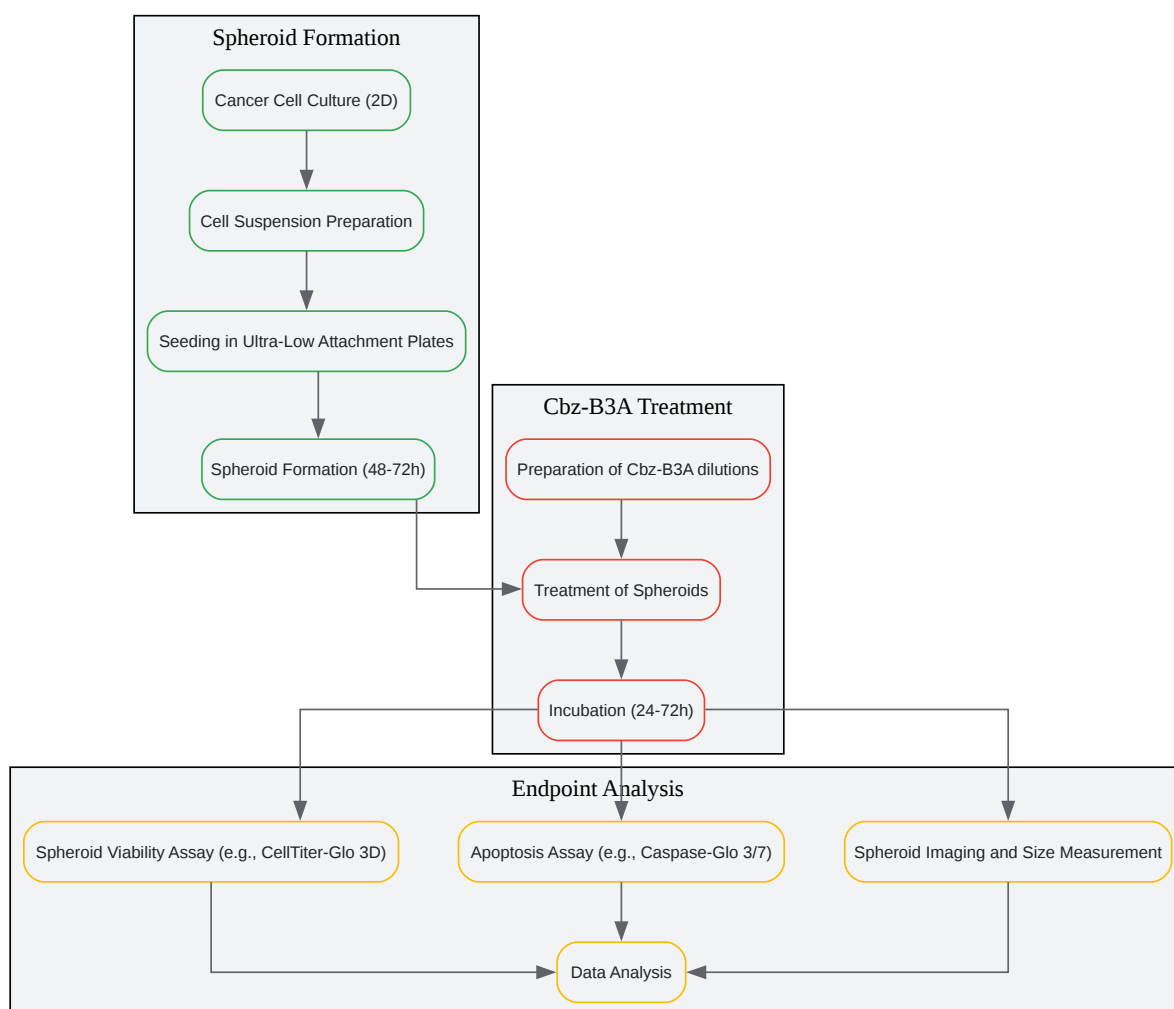 Spheroid Formation
Cancer Cell Culture (2D)
Cell Suspension Preparation
Seeding in Ultra-Low Attachment Plates
Spheroid Formation (48-72h)
Cbz-B3A Treatment
Preparation of Cbz-B3A dilutions
Treatment of Spheroids
Incubation (24-72h)
Endpoint Analysis
Spheroid Viability Assay (e.g., CellTiter-Glo 3D)
Apoptosis Assay (e.g., Caspase-Glo 3/7)
Spheroid Imaging and Size Measurement
Data Analysis